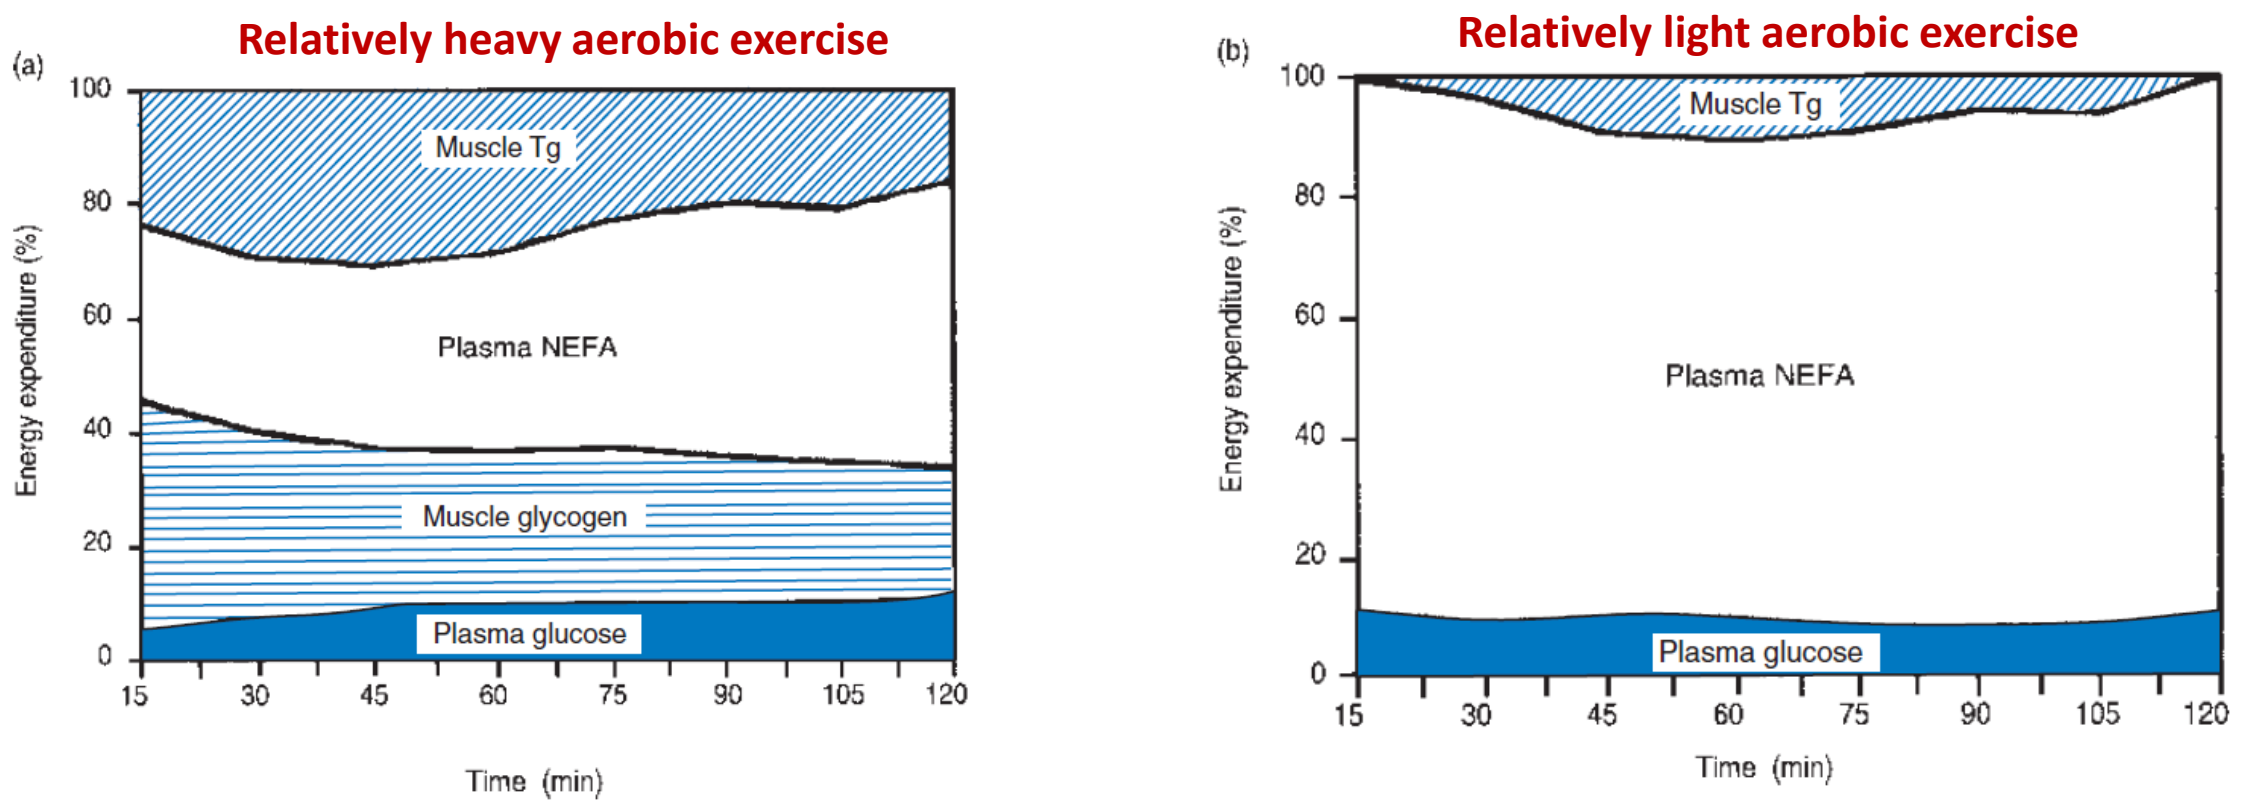 Relatively heavy aerobic exercise
(a)
100
80
60
40
20
0
Energy expenditure (%)
Muscle Tg
Plasma NEFA
Muscle glycogen
Plasma glucose
15 30 45 60 75 90 105 120
Time (min)
Relatively light aerobic exercise
(b)
100
80
60
40
20
0
Energy expenditure (%)
Muscle Tg
Plasma NEFA
Plasma glucose
15 30 45 60 75 90 105 120
Time (min)